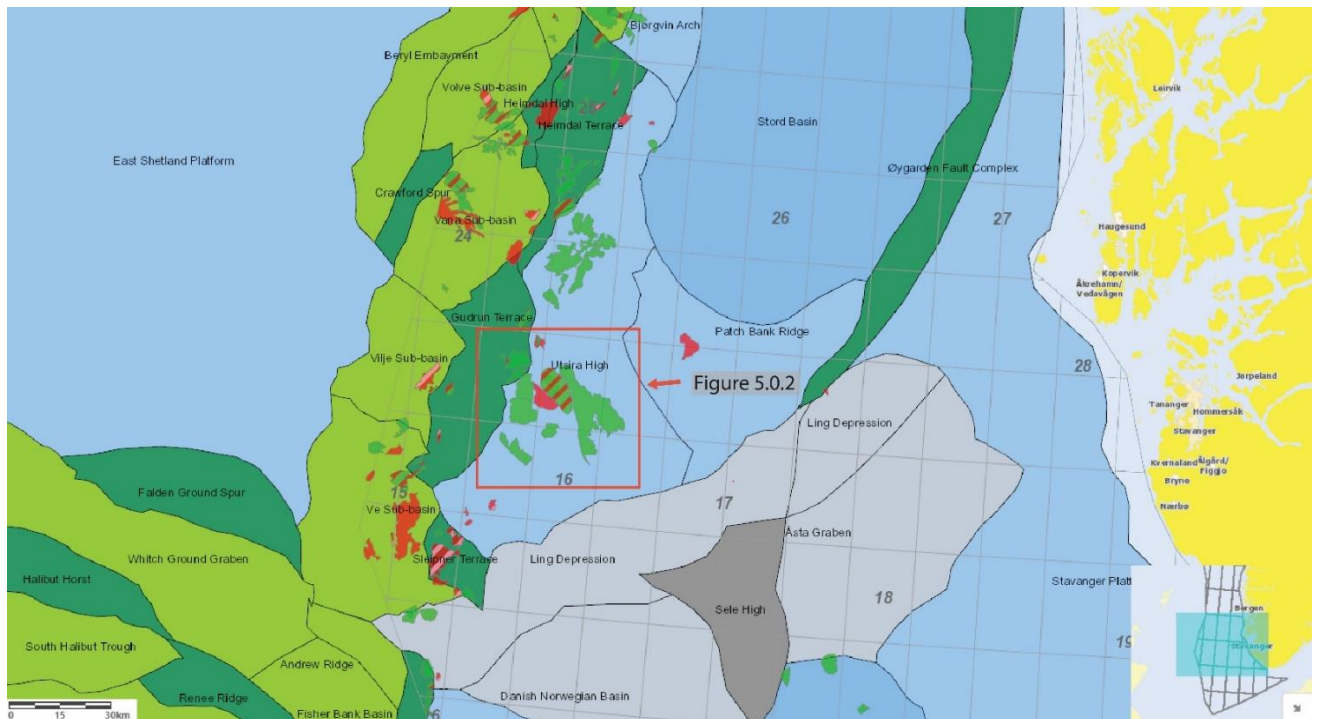 Bjørgvin Arch
Beryl Embayment
Volve Sub-basin
Heimdal High
25
Heimdal Terrace
Stord Basin
East Shetland Platform
Øygarden Fault Complex
Crawford Spur
Vana Sub-basin
24
26
27
Leirvik
Haugesund
Kopervik
Åkrehamn/
Vedavågen
Gudrun Terrace
Patch Bank Ridge
Vilje Sub-basin
Utsira High
Figure 5.0.2
28
Jørpeland
Tananger
Hommersåk
Stavanger
Ling Depression
Kvernaland
Ålgård/
Figgjo
Bryne
Nærbø
16
17
15
Falden Ground Spur
Ve Sub-basin
Åsta Graben
Whitch Ground Graben
Sleipner Terrace
Ling Depression
Halibut Horst
Stavanger Platf
Sele High
18
Bergen
19
Stavanger
South Halibut Trough
Andrew Ridge
Renee Ridge
Danish Norwegian Basin
Fisher Bank Basin
6
0 15 30km